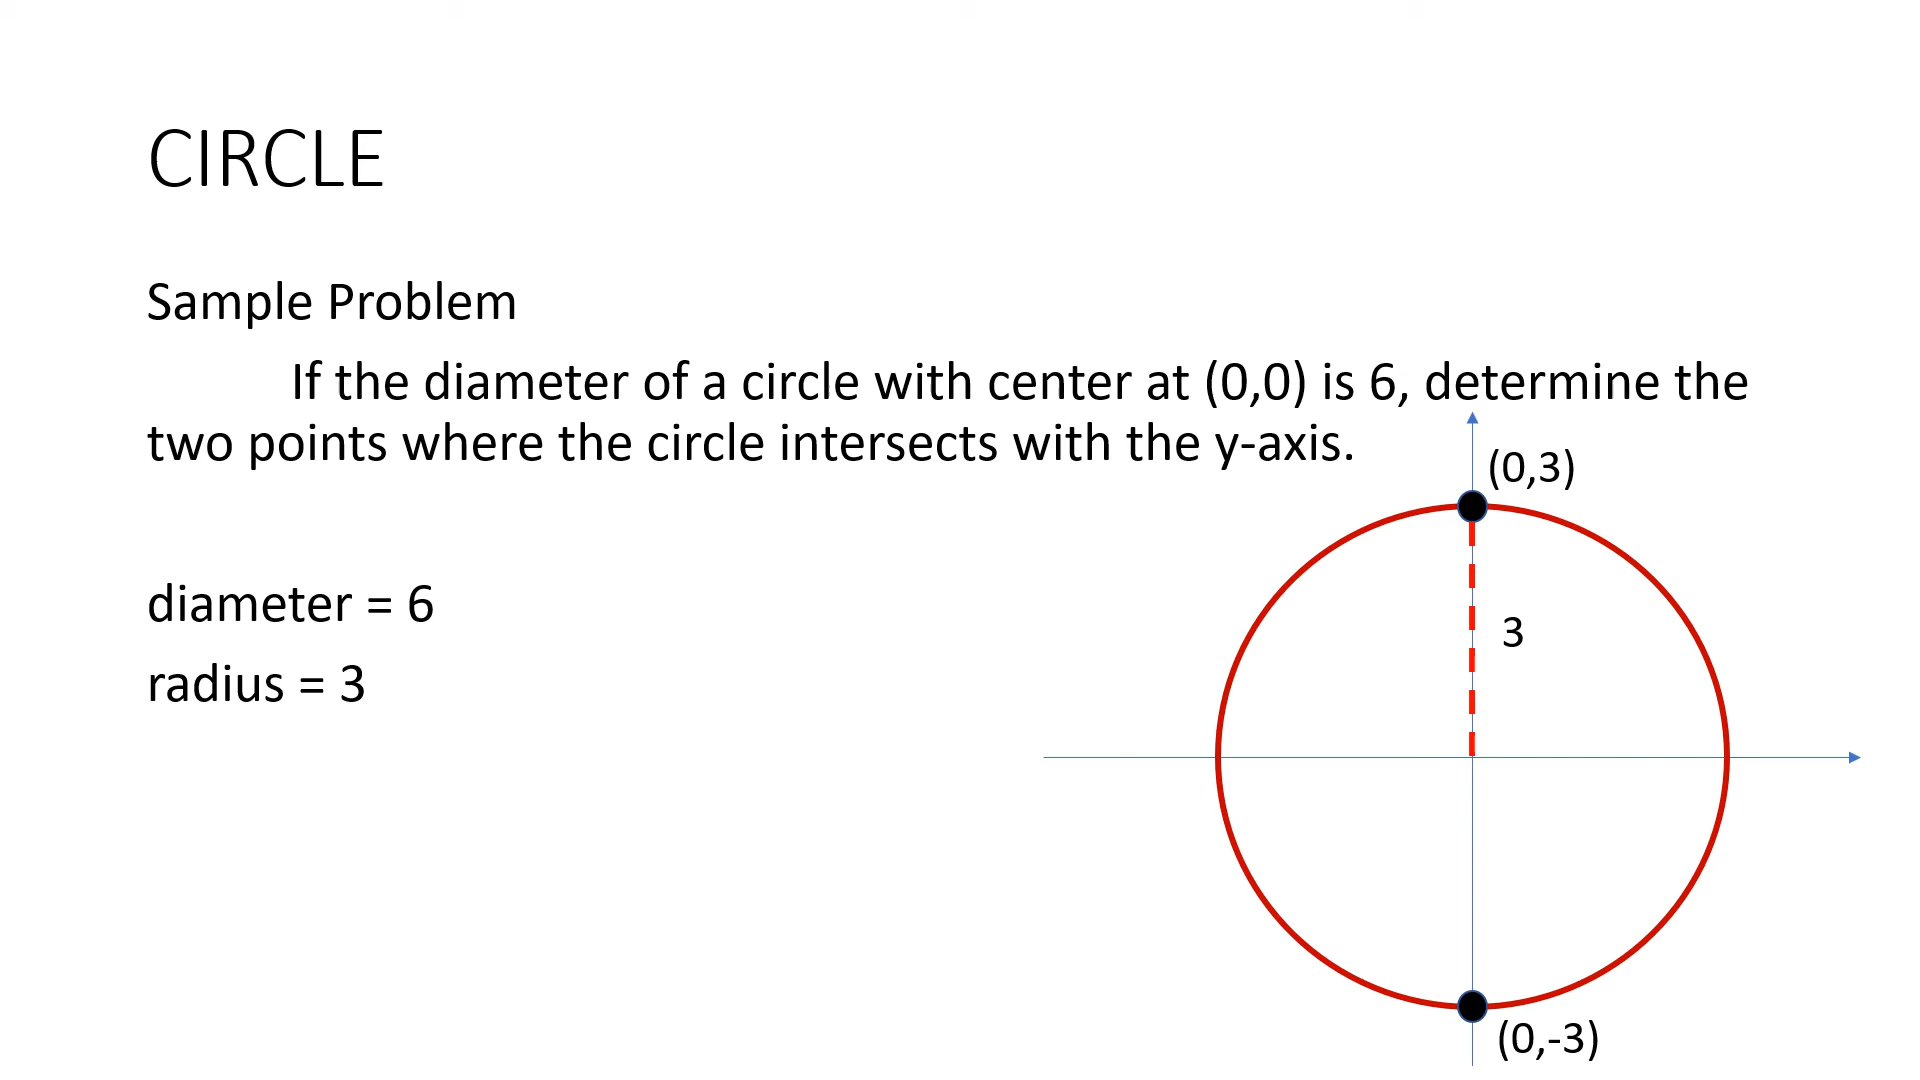 CIRCLE
Sample Problem
If the diameter of a circle with center at (0,0) is 6, determine the
two points where the circle intersects with the y-axis.
(0,3)
diameter = 6
3
radius = 3
(0,-3)